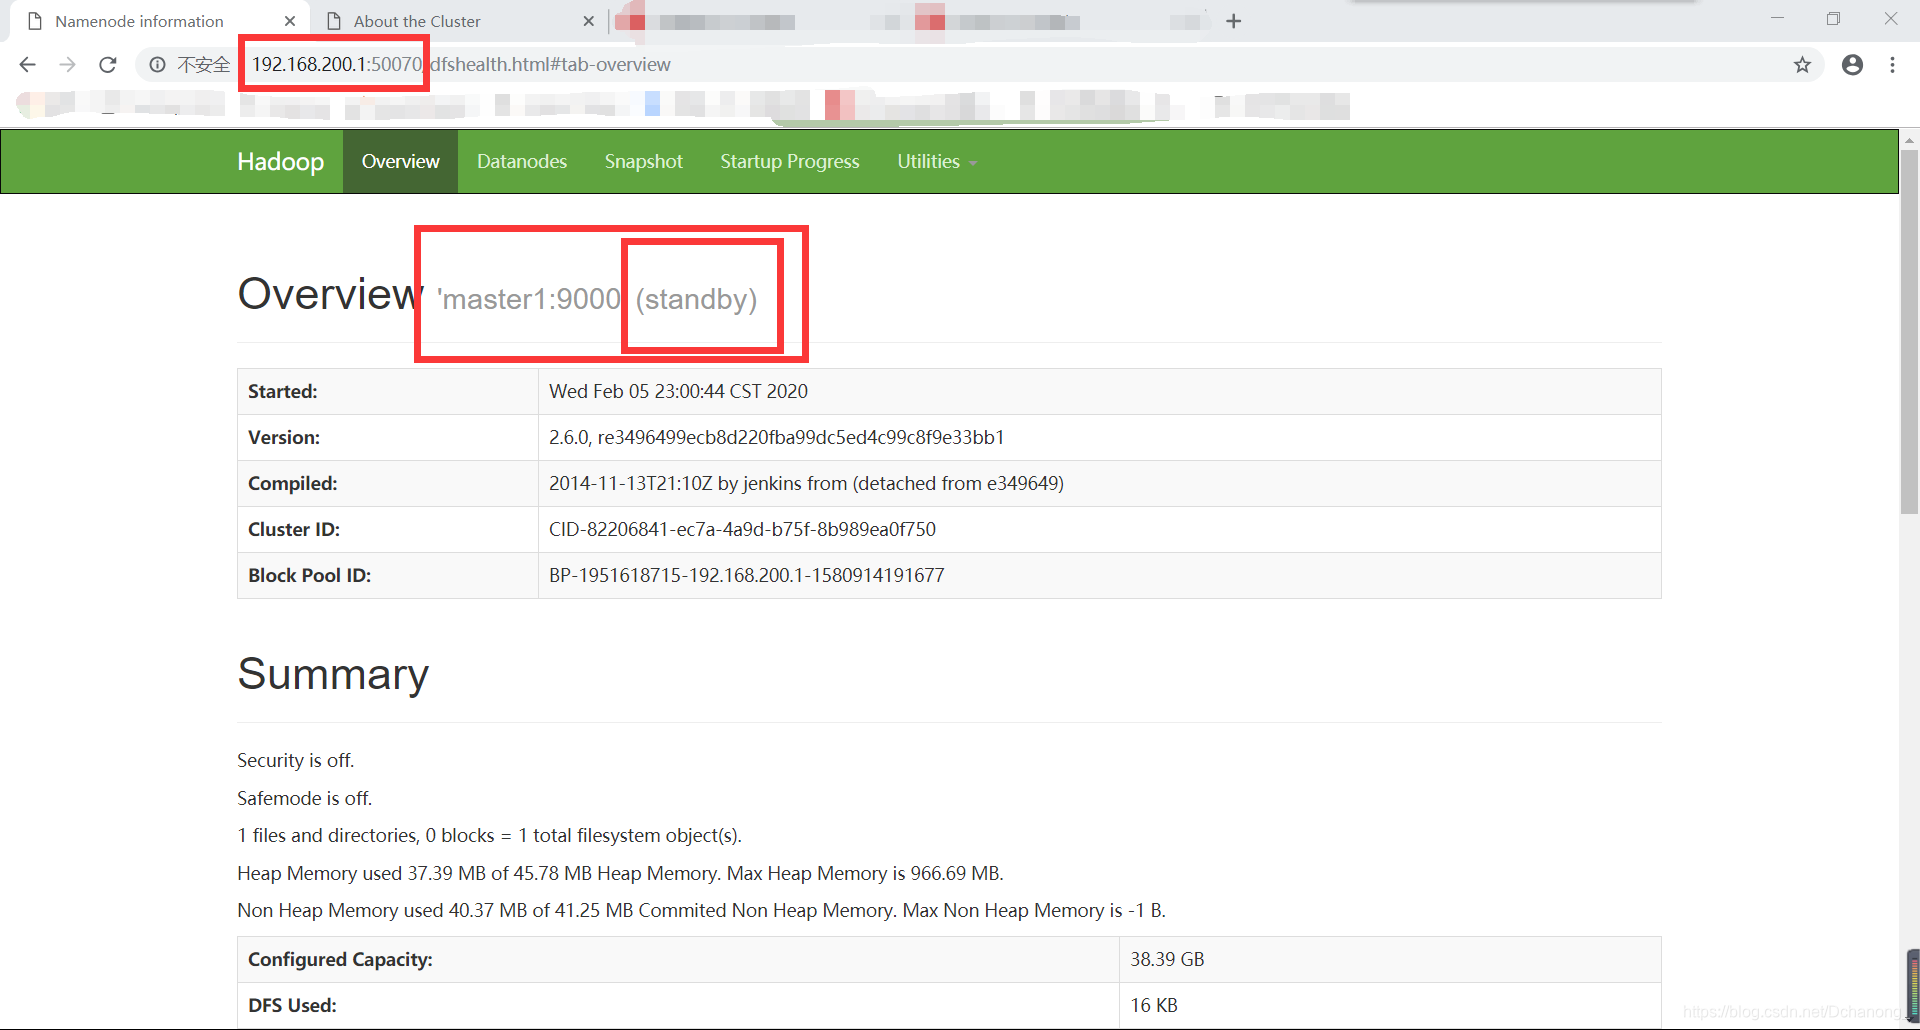 Namenode information
About the Cluster
不安全 192.168.200.1:50070/dfshealth.html#tab-overview
Hadoop Overview Datanodes Snapshot Startup Progress Utilities
Overview 'master1:9000' (standby)
Started: Wed Feb 05 23:00:44 CST 2020
Version: 2.6.0, re3496499ecb8d220fba99dc5ed4c99c8f9e33bb1
Compiled: 2014-11-13T21:10Z by jenkins from (detached from e349649)
Cluster ID: CID-82206841-ec7a-4a9d-b75f-8b989ea0f750
Block Pool ID: BP-1951618715-192.168.200.1-1580914191677
Summary
Security is off.
Safemode is off.
1 files and directories, 0 blocks = 1 total filesystem object(s).
Heap Memory used 37.39 MB of 45.78 MB Heap Memory. Max Heap Memory is 966.69 MB.
Non Heap Memory used 40.37 MB of 41.25 MB Commited Non Heap Memory. Max Non Heap Memory is -1 B.
Configured Capacity: 38.39 GB
DFS Used: 16 KB
https://blog.csdn.net/Dchanong_